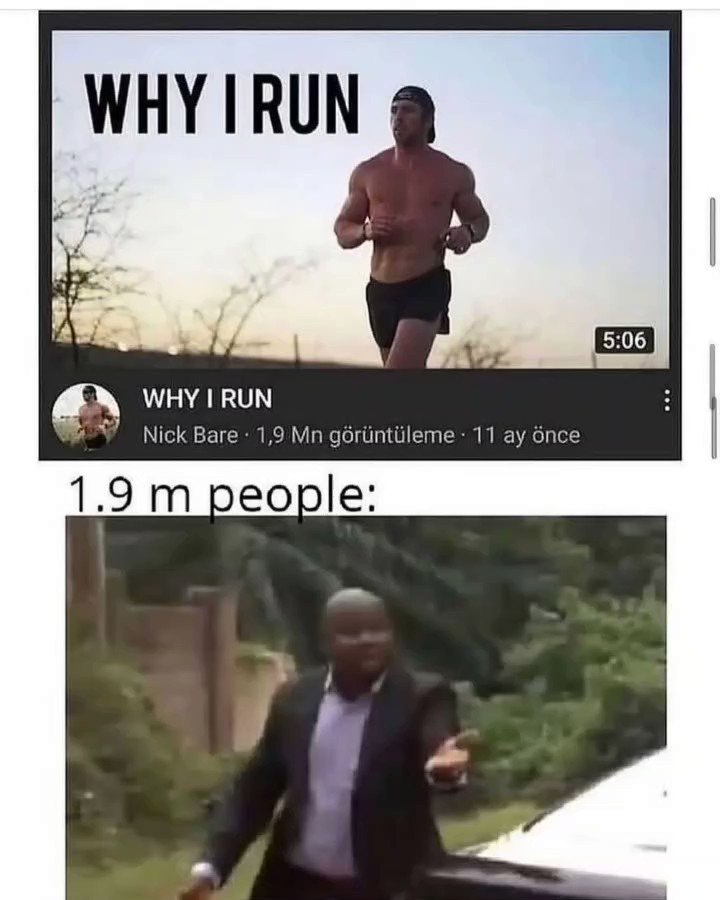 WHY I RUN
5:06
WHY I RUN
Nick Bare · 1,9 Mn görüntüleme · 11 ay önce
1.9 m people: